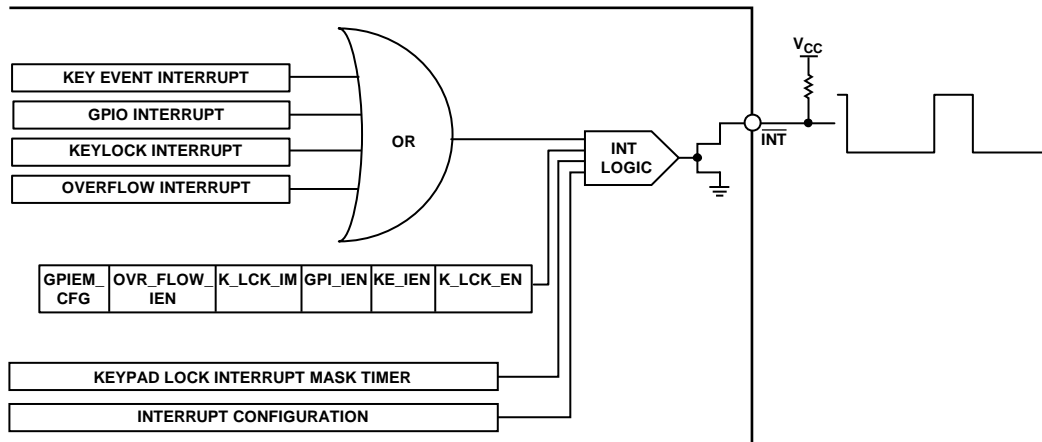 VCC
KEY EVENT INTERRUPT
GPIO INTERRUPT
KEYLOCK INTERRUPT
OVERFLOW INTERRUPT
OR
INT
LOGIC
INT
GPIEM_
CFG
OVR_FLOW_
IEN
K_LCK_IM
GPI_IEN
KE_IEN
K_LCK_EN
KEYPAD LOCK INTERRUPT MASK TIMER
INTERRUPT CONFIGURATION